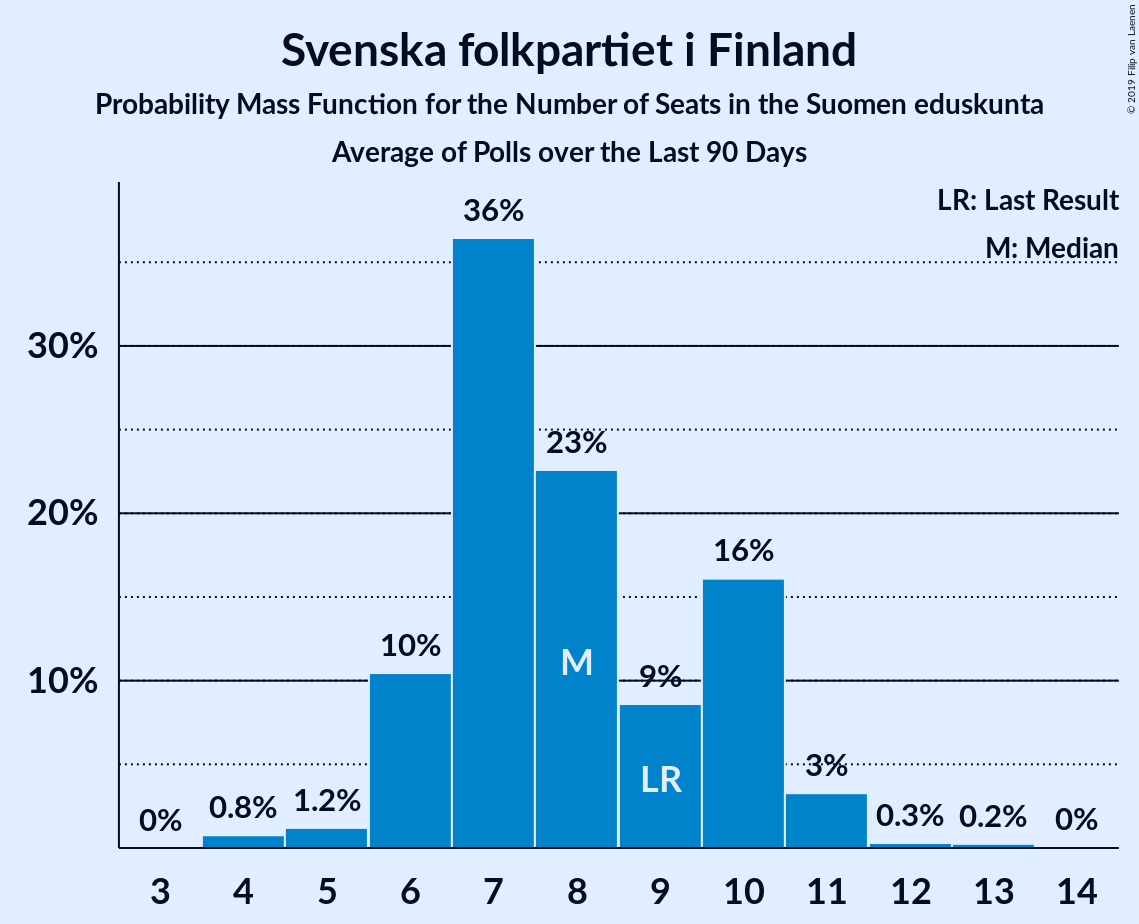 Svenska folkpartiet i Finland
Probability Mass Function for the Number of Seats in the Suomen eduskunta
Average of Polls over the Last 90 Days
© 2019 Filip van Laenen
LR: Last Result
M: Median
30%
20%
10%
0%
0.8%
1.2%
10%
36%
23%
9%
16%
3%
0.3%
0.2%
0%
M
LR
3 4 5 6 7 8 9 10 11 12 13 14